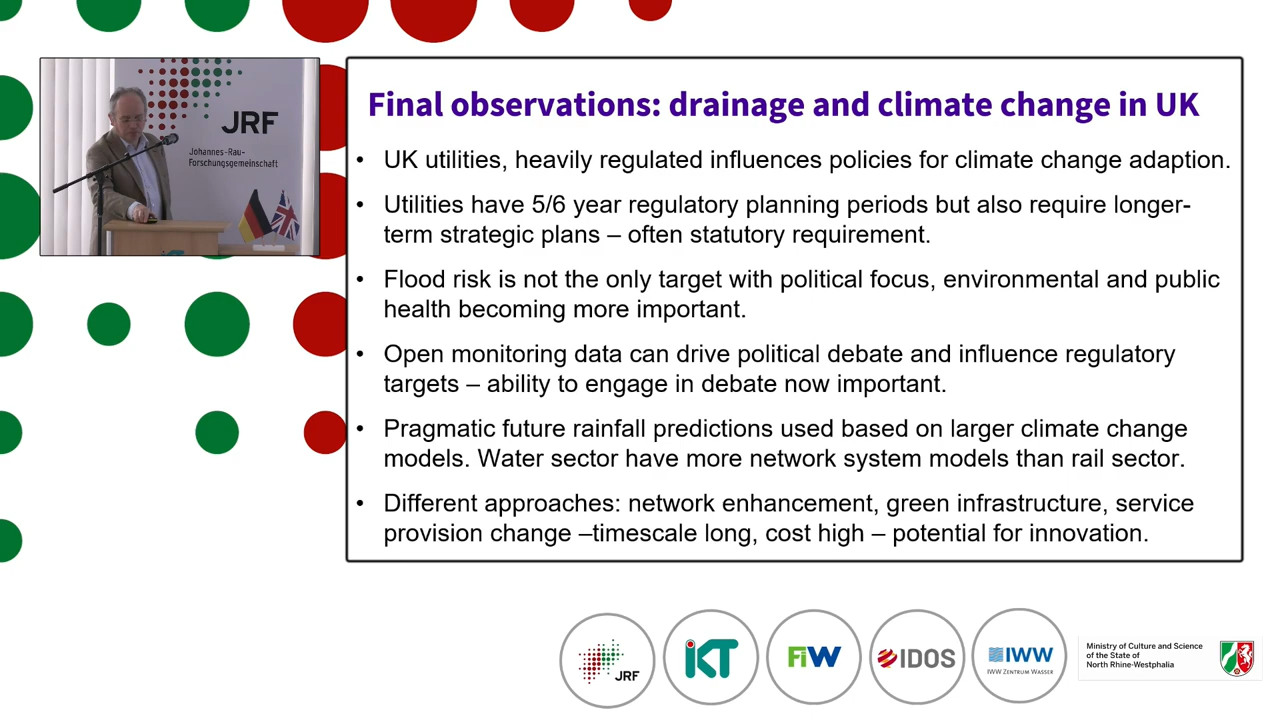 JRF
Johannes-Rau-
Forschungsgemeinschaft
Final observations: drainage and climate change in UK
• UK utilities, heavily regulated influences policies for climate change adaption.
• Utilities have 5/6 year regulatory planning periods but also require longer-
term strategic plans – often statutory requirement.
• Flood risk is not the only target with political focus, environmental and public
health becoming more important.
• Open monitoring data can drive political debate and influence regulatory
targets – ability to engage in debate now important.
• Pragmatic future rainfall predictions used based on larger climate change
models. Water sector have more network system models than rail sector.
• Different approaches: network enhancement, green infrastructure, service
provision change –timescale long, cost high – potential for innovation.
JRF
iKT
FiW
IDOS
IWW
IWW ZENTRUM WASSER
Ministry of Culture and Science
of the State of
North Rhine-Westphalia